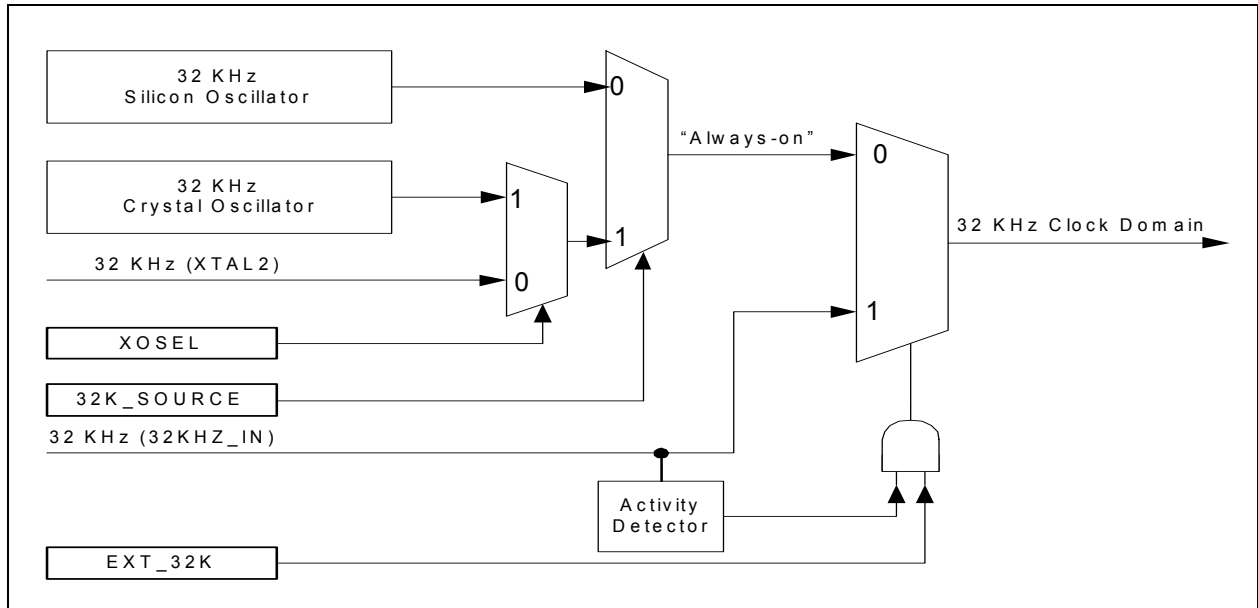 32 KHz
Silicon Oscillator
0
"Always-on"
0
32 KHz
Crystal Oscillator
1
1
32 KHz Clock Domain
32 KHz (XTAL2)
0
1
XOSEL
32K_SOURCE
32 KHz (32KHZ_IN)
Activity
Detector
EXT_32K